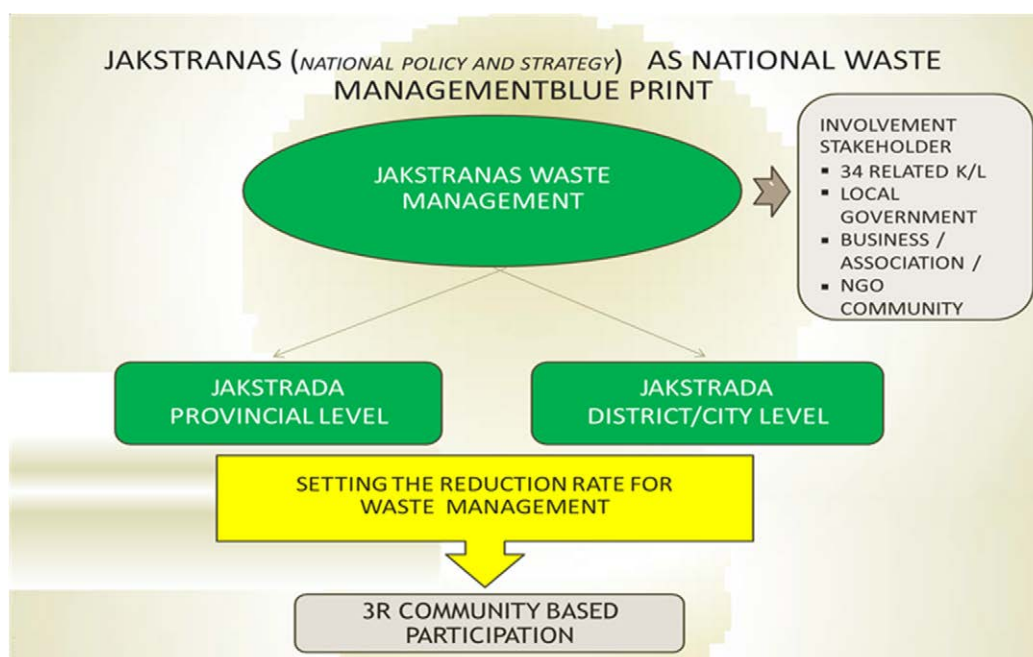 JAKSTRANAS (NATIONAL POLICY AND STRATEGY) AS NATIONAL WASTE
MANAGEMENTBLUE PRINT
JAKSTRANAS WASTE
MANAGEMENT
INVOLVEMENT
STAKEHOLDER
▪ 34 RELATED K/L
▪ LOCAL
GOVERNMENT
▪ BUSINESS /
ASSOCIATION /
▪ NGO
COMMUNITY
JAKSTRADA
PROVINCIAL LEVEL
JAKSTRADA
DISTRICT/CITY LEVEL
SETTING THE REDUCTION RATE FOR
WASTE MANAGEMENT
3R COMMUNITY BASED
PARTICIPATION